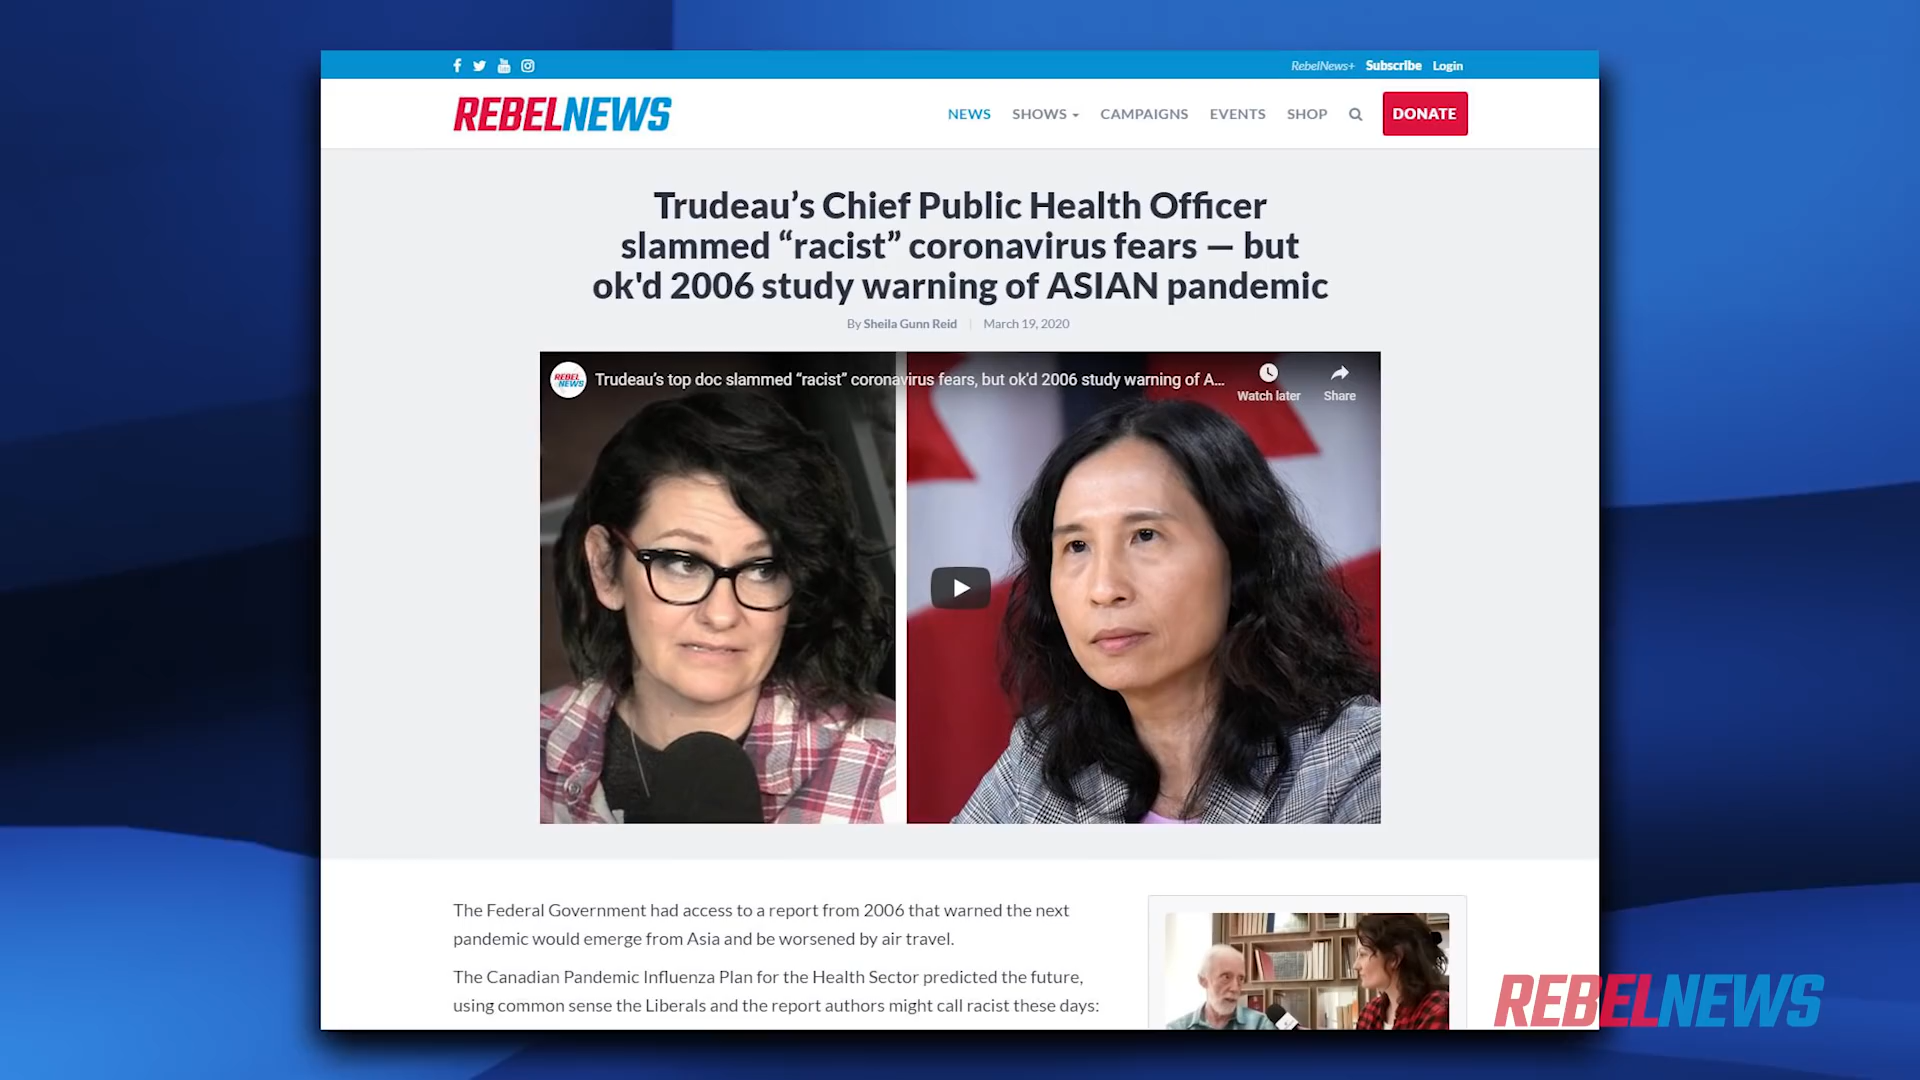 RebelNews+ Subscribe Login
REBELNEWS
NEWS SHOWS CAMPAIGNS EVENTS SHOP DONATE
Trudeau’s Chief Public Health Officer
slammed “racist” coronavirus fears — but
ok'd 2006 study warning of ASIAN pandemic
By Sheila Gunn Reid | March 19, 2020
REBEL NEWS
Trudeau’s top doc slammed “racist” coronavirus fears, but ok'd 2006 study warning of A...
Watch later Share
The Federal Government had access to a report from 2006 that warned the next
pandemic would emerge from Asia and be worsened by air travel.
The Canadian Pandemic Influenza Plan for the Health Sector predicted the future,
using common sense the Liberals and the report authors might call racist these days:
REBELNEWS